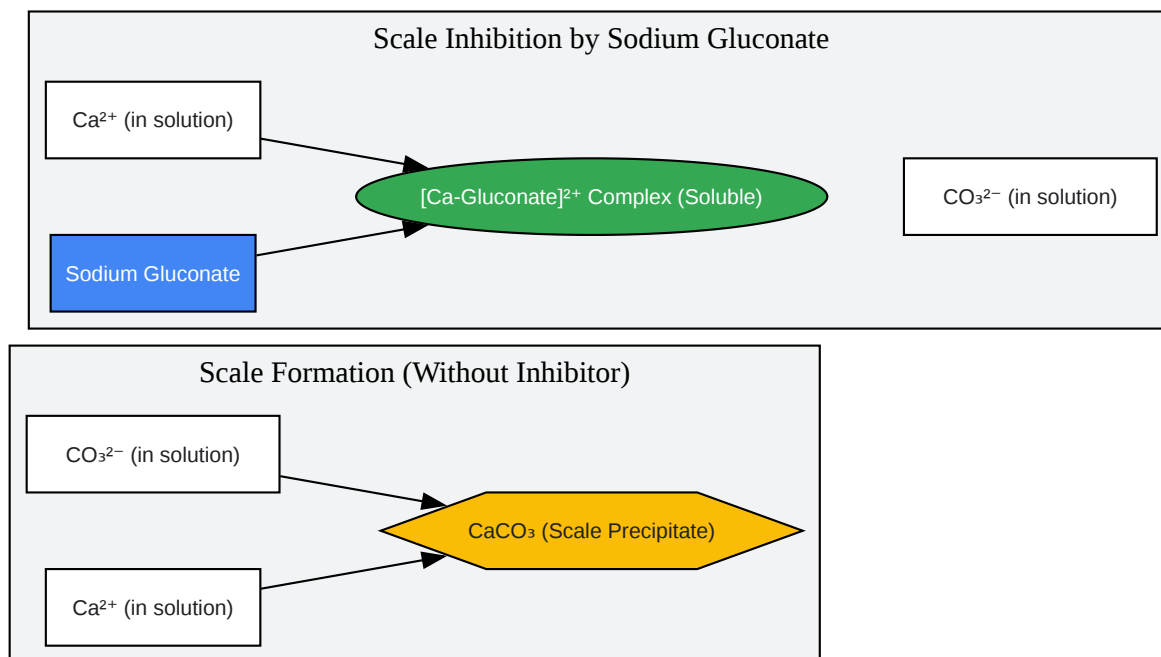 Scale Inhibition by Sodium Gluconate
Ca²⁺ (in solution)
[Ca-Gluconate]²⁺ Complex (Soluble)
CO₃²⁻ (in solution)
Sodium Gluconate
Scale Formation (Without Inhibitor)
CO₃²⁻ (in solution)
CaCO₃ (Scale Precipitate)
Ca²⁺ (in solution)